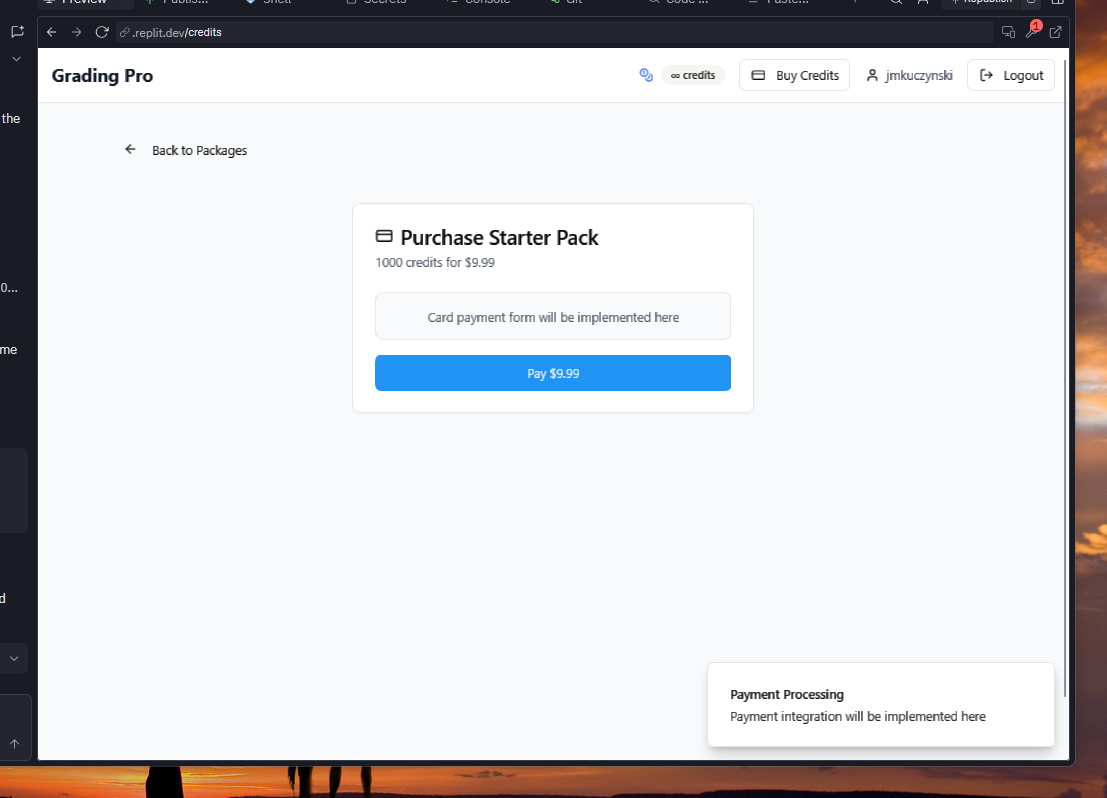 Preview
Publis...
Shell
Secrets
Console
Git
Code ...
Paste...
Republish
.replit.dev/credits
1
the
0...
me
d
Grading Pro
∞ credits
Buy Credits
jmkuczynski
Logout
Back to Packages
Purchase Starter Pack
1000 credits for $9.99
Card payment form will be implemented here
Pay $9.99
Payment Processing
Payment integration will be implemented here